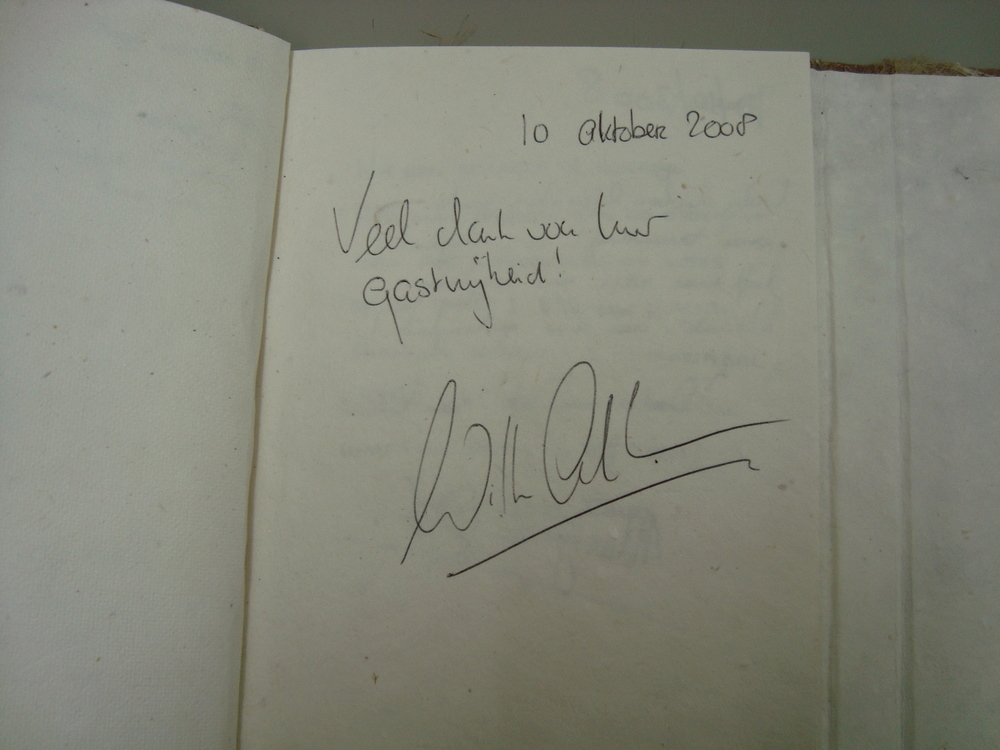 10 Oktober 2008
Veel dank voor Uw
Gastvrijheid!